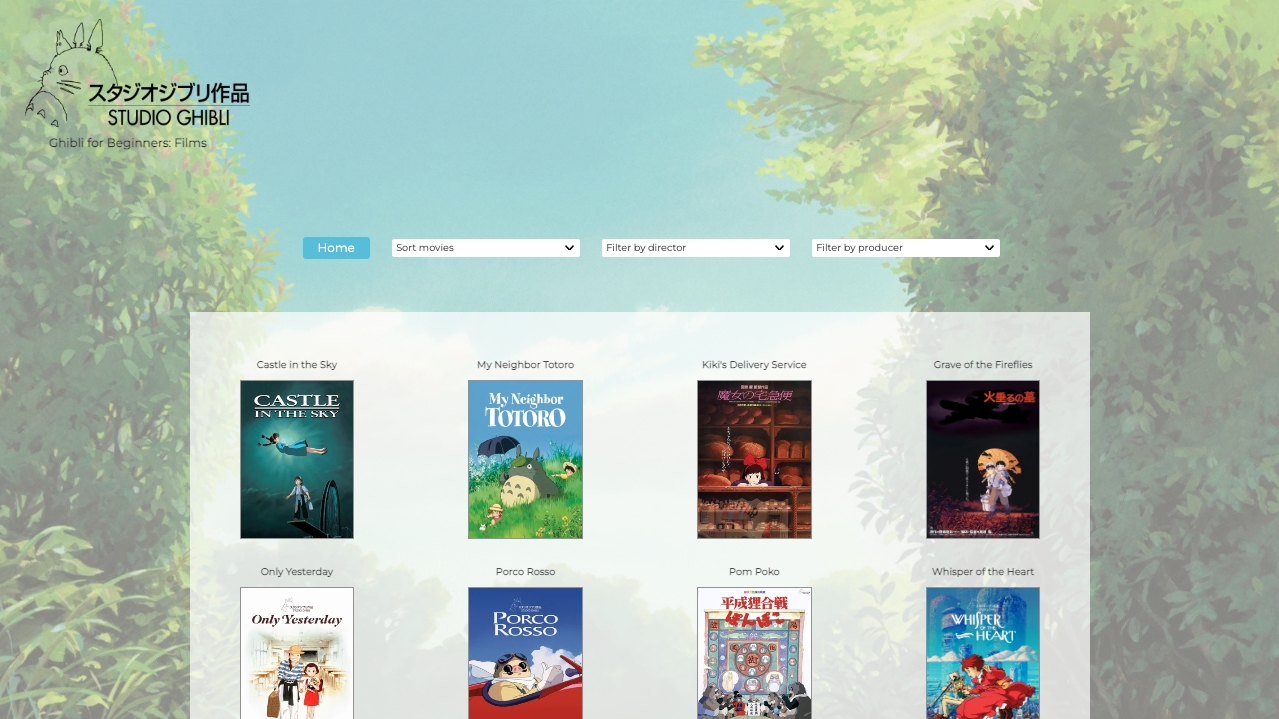 スタジオジブリ作品
STUDIO GHIBLI
Ghibli for Beginners: Films
Home
Sort movies
Filter by director
Filter by producer
Castle in the Sky
My Neighbor Totoro
Kiki's Delivery Service
Grave of the Fireflies
CASTLE
IN THE SKY
My Neighbor
TOTORO
魔女の宅急便
火垂るの墓
Only Yesterday
Porco Rosso
Pom Poko
Whisper of the Heart
Only Yesterday
PORCO
ROSSO
平成狸合戦
ぽんぽこ
WHISPER
OF THE
HEART